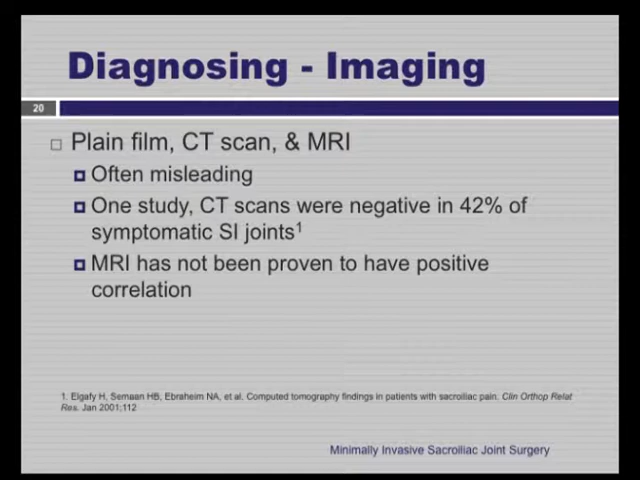 Diagnosing - Imaging
20
Plain film, CT scan, & MRI
Often misleading
One study, CT scans were negative in 42% of
symptomatic SI joints1
MRI has not been proven to have positive
correlation
1. Elgafy H, Semaan HB, Ebraheim NA, et al. Computed tomography findings in patients with sacroiliac pain. Clin Orthop Relat
Res. Jan 2001;112
Minimally Invasive Sacroiliac Joint Surgery